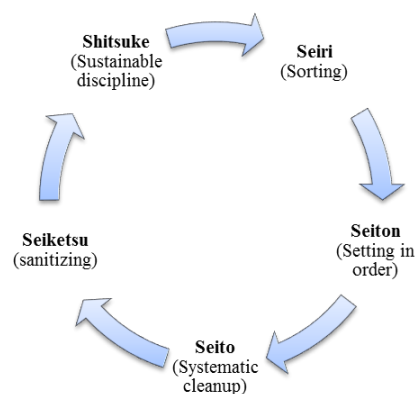 Shitsuke
(Sustainable
discipline)
Seiri
(Sorting)
Seiton
(Setting in
order)
Seito
(Systematic
cleanup)
Seiketsu
(sanitizing)